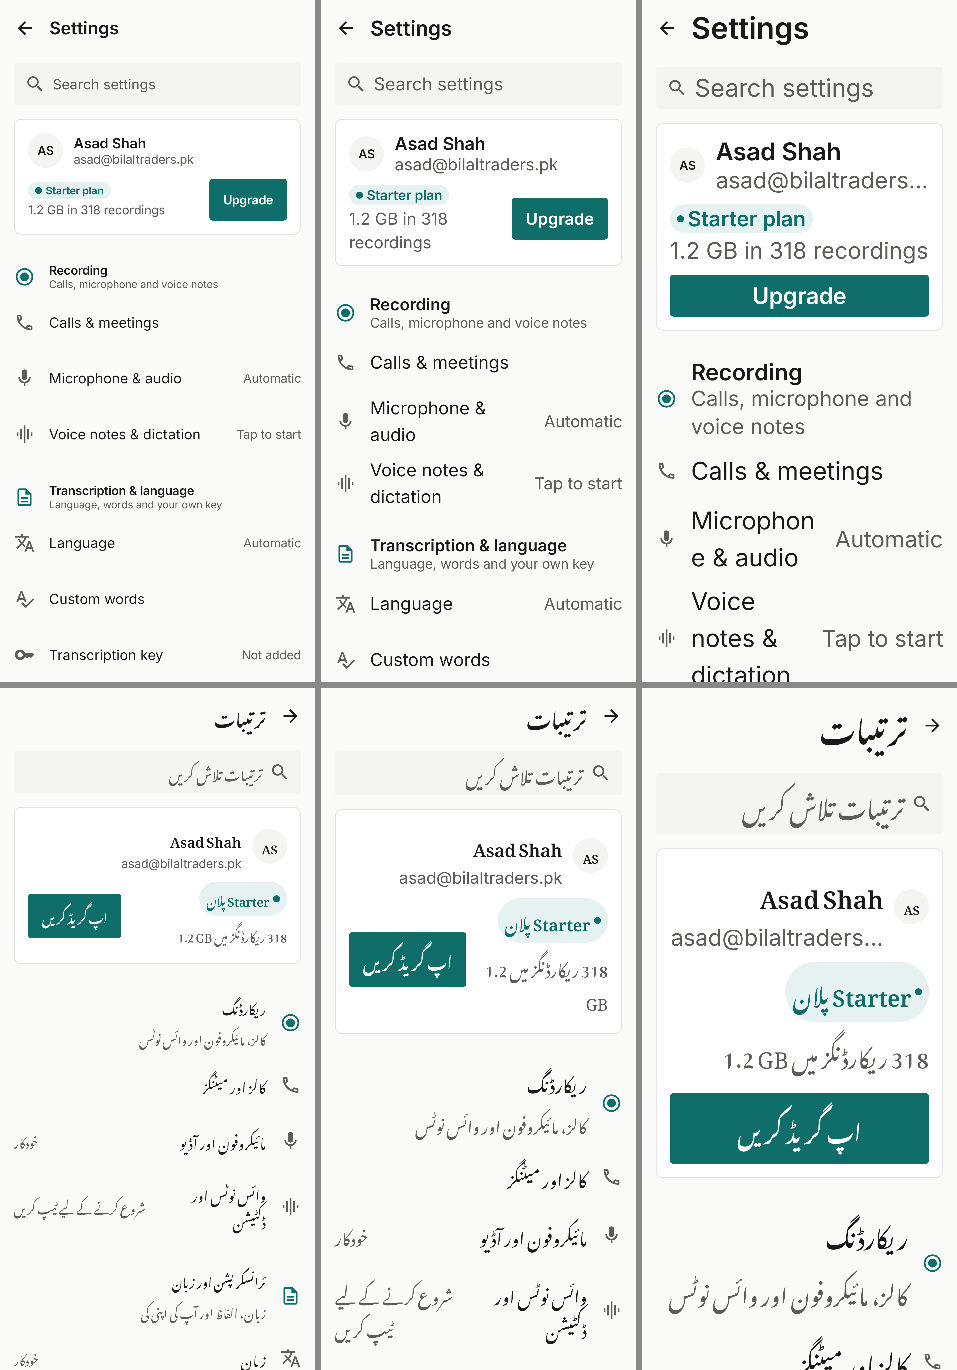 Settings
Search settings
AS
Asad Shah
asad@bilaltraders.pk
Starter plan
1.2 GB in 318 recordings
Upgrade
Recording
Calls, microphone and voice notes
Calls & meetings
Microphone & audio
Automatic
Voice notes & dictation
Tap to start
Transcription & language
Language, words and your own key
Language
Automatic
Custom words
Transcription key
Not added
Settings
Search settings
AS
Asad Shah
asad@bilaltraders.pk
Starter plan
1.2 GB in 318
recordings
Upgrade
Recording
Calls, microphone and voice notes
Calls & meetings
Microphone &
audio
Automatic
Voice notes &
dictation
Tap to start
Transcription & language
Language, words and your own key
Language
Automatic
Custom words
Settings
Search settings
AS
Asad Shah
asad@bilaltraders...
Starter plan
1.2 GB in 318 recordings
Upgrade
Recording
Calls, microphone and
voice notes
Calls & meetings
Microphon
e & audio
Automatic
Voice
notes &
dictation
Tap to start
ترتیبات
ترتیبات تلاش کریں
AS
Asad Shah
asad@bilaltraders.pk
Starter پلان
318 ریکارڈنگز میں 1.2 GB
اپ گریڈ کریں
ریکارڈنگ
کالز، مائیکروفون اور وائس نوٹس
کالز اور میٹنگز
مائیکروفون اور آڈیو
خودکار
وائس نوٹس اور
ڈکٹیشن
شروع کرنے کے لیے ٹیپ کریں
ٹرانسکرپشن اور زبان
زبان، الفاظ اور آپ کی اپنی کی
زبان
خودکار
ترتیبات
ترتیبات تلاش کریں
AS
Asad Shah
asad@bilaltraders.pk
Starter پلان
318 ریکارڈنگز میں 1.2
GB
اپ گریڈ کریں
ریکارڈنگ
کالز، مائیکروفون اور وائس نوٹس
کالز اور میٹنگز
مائیکروفون اور آڈیو
خودکار
وائس نوٹس اور
ڈکٹیشن
شروع کرنے کے لیے
ٹیپ کریں
ترتیبات
ترتیبات تلاش کریں
AS
Asad Shah
asad@bilaltraders...
Starter پلان
318 ریکارڈنگز میں 1.2 GB
اپ گریڈ کریں
ریکارڈنگ
کالز، مائیکروفون اور وائس نوٹس
کالز اور میٹنگز